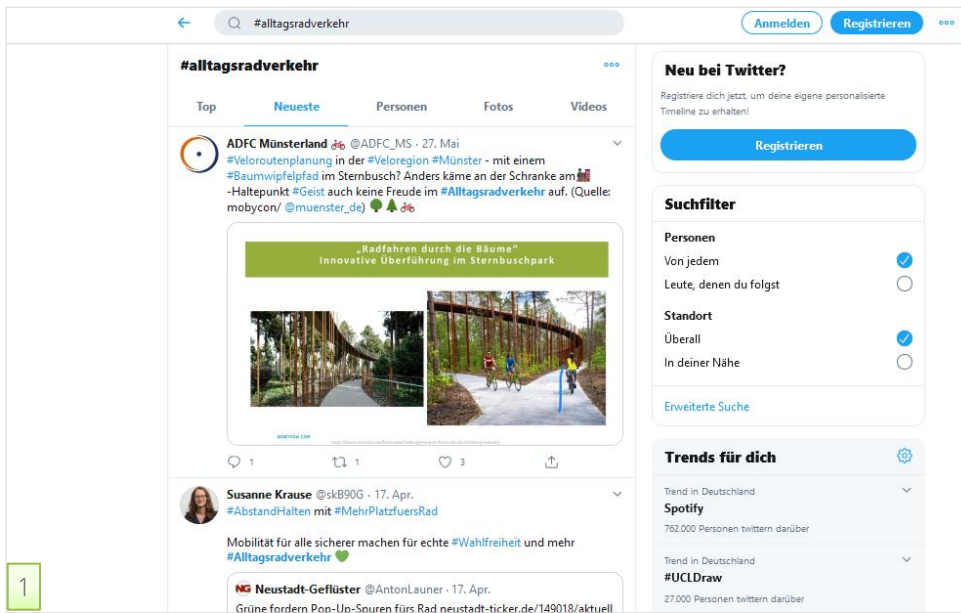 #alltagsradverkehr
Anmelden
Registrieren
#alltagsradverkehr
Top Neueste Personen Fotos Videos
ADFC Münsterland @ADFC_MS · 27. Mai
#Veloroutenplanung in der #Veloregion #Münster - mit einem
#Baumwipfelpfad im Sternbusch? Anders käme an der Schranke am
-Haltepunkt #Geist auch keine Freude im #Alltagsradverkehr auf. (Quelle:
mobycon/ @muenster_de)
„Radfahren durch die Bäume"
Innovative Überführung im Sternbuschpark
MOBYCON.COM
1 1 3
Susanne Krause @skB90G · 17. Apr.
#AbstandHalten mit #MehrPlatzfuersRad
Mobilität für alle sicherer machen für echte #Wahlfreiheit und mehr
#Alltagsradverkehr
NG Neustadt-Geflüster @AntonLauner · 17. Apr.
Grüne fordern Pop-Up-Spuren fürs Rad neustadt-ticker.de/149018/aktuell
Neu bei Twitter?
Registriere dich jetzt, um deine eigene personalisierte
Timeline zu erhalten!
Registrieren
Suchfilter
Personen
Von jedem
Leute, denen du folgst
Standort
Überall
In deiner Nähe
Erweiterte Suche
Trends für dich
Trend in Deutschland
Spotify
762.000 Personen twittern darüber
Trend in Deutschland
#UCLDraw
27.000 Personen twittern darüber
1